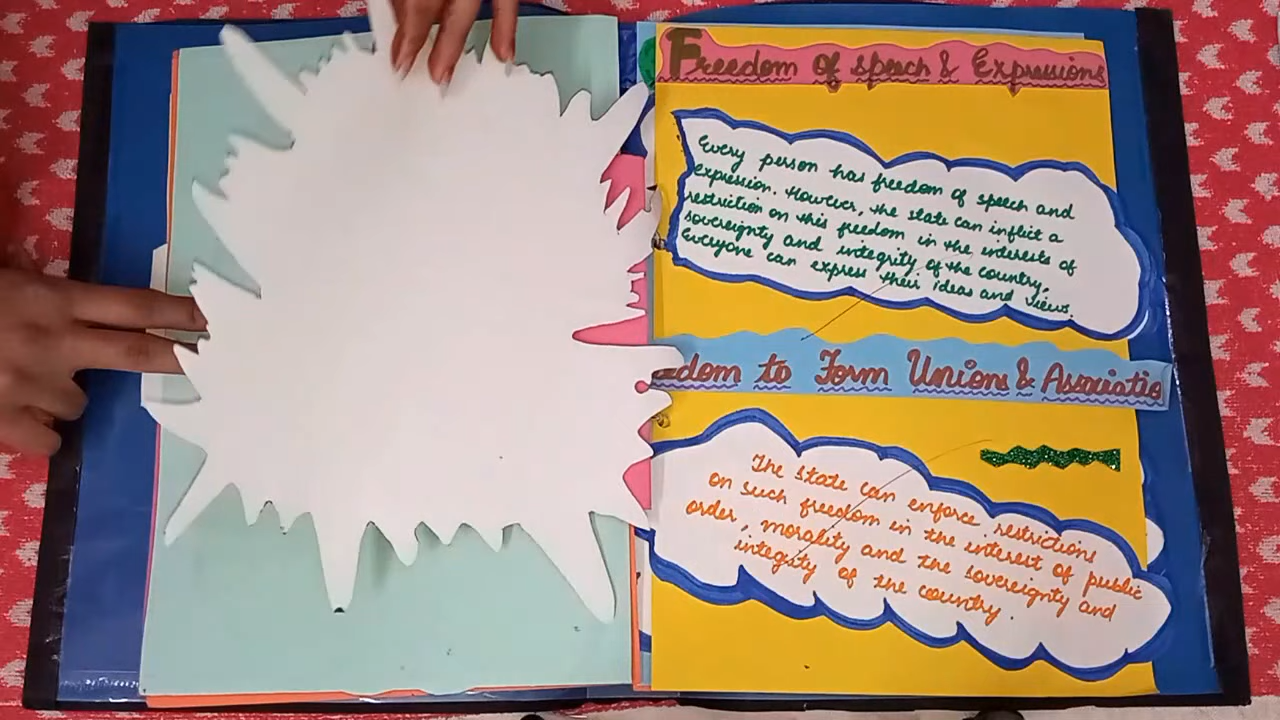 Freedom of Speech & Expressions
Every person has freedom of speech and
expression. However, the state can inflict a
restriction on this freedom in the interests of
sovereignty and integrity of the country.
Everyone can express their ideas and views.
dom to Form Unions & Associatio
The State can enforce restrictions
on such freedom in the interest of public
order, morality and the sovereignty and
integrity of the country.